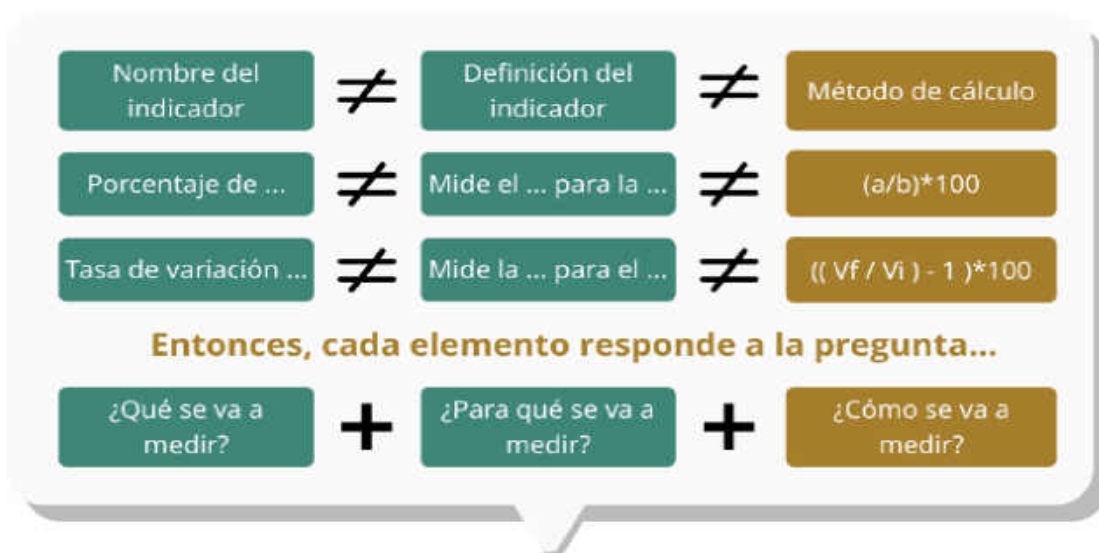 Nombre del ≠ Definición del ≠ Método de cálculo
indicador indicador
Porcentaje de ... ≠ Mide el ... para la ... ≠ (a/b)*100
Tasa de variación ... ≠ Mide la ... para el ... ≠ (( Vf / Vi ) - 1 )*100
Entonces, cada elemento responde a la pregunta...
¿Qué se va a + ¿Para qué se va a + ¿Cómo se va a
medir? medir? medir?